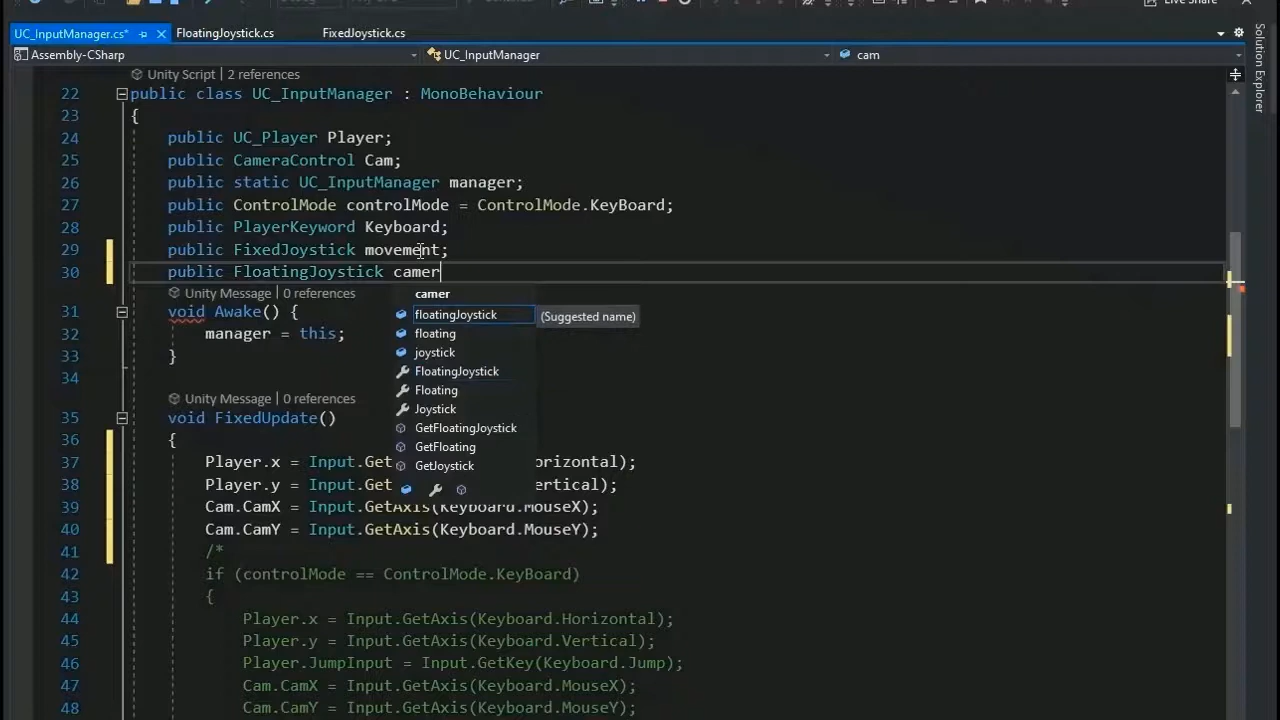 Live Share
UC_InputManager.cs*
FloatingJoystick.cs
FixedJoystick.cs
Assembly-CSharp
UC_InputManager
cam
Solution Explorer
Unity Script | 2 references
22 public class UC_InputManager : MonoBehaviour
23 {
24 public UC_Player Player;
25 public CameraControl Cam;
26 public static UC_InputManager manager;
27 public ControlMode controlMode = ControlMode.KeyBoard;
28 public PlayerKeyword Keyboard;
29 public FixedJoystick movement;
30 public FloatingJoystick camer
Unity Message | 0 references
31 void Awake() {
32 manager = this;
33 }
34
camer
floatingJoystick (Suggested name)
floating
joystick
FloatingJoystick
Floating
Joystick
GetFloatingJoystick
GetFloating
GetJoystick
Unity Message | 0 references
35 void FixedUpdate()
36 {
37 Player.x = Input.Get orizontal);
38 Player.y = Input.Get ertical);
39 Cam.CamX = Input.GetAxis(Keyboard.MouseX);
40 Cam.CamY = Input.GetAxis(Keyboard.MouseY);
41 /*
42 if (controlMode == ControlMode.KeyBoard)
43 {
44 Player.x = Input.GetAxis(Keyboard.Horizontal);
45 Player.y = Input.GetAxis(Keyboard.Vertical);
46 Player.JumpInput = Input.GetKey(Keyboard.Jump);
47 Cam.CamX = Input.GetAxis(Keyboard.MouseX);
48 Cam.CamY = Input.GetAxis(Keyboard.MouseY);